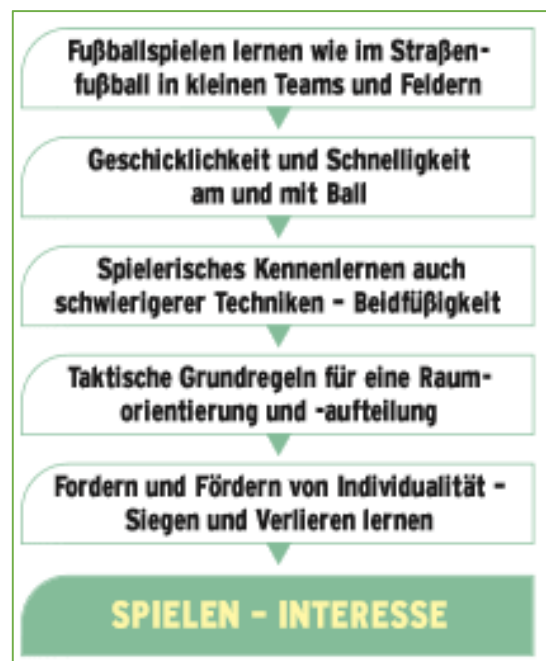 Fußballspielen lernen wie im Straßen-
fußball in kleinen Teams und Feldern
Geschicklichkeit und Schnelligkeit
am und mit Ball
Spielerisches Kennenlernen auch
schwierigerer Techniken – Beidfüßigkeit
Taktische Grundregeln für eine Raum-
orientierung und -aufteilung
Fordern und Fördern von Individualität –
Siegen und Verlieren lernen
SPIELEN – INTERESSE